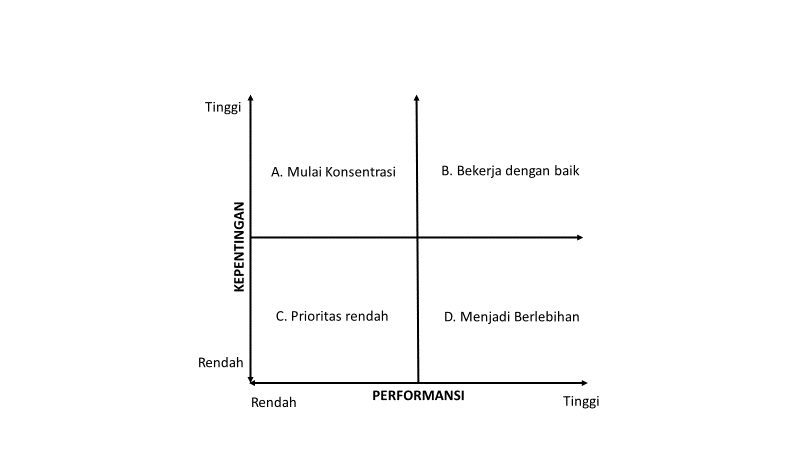 Tinggi
A. Mulai Konsentrasi
B. Bekerja dengan baik
KEPENTINGAN
C. Prioritas rendah
D. Menjadi Berlebihan
Rendah
Rendah
PERFORMANSI
Tinggi